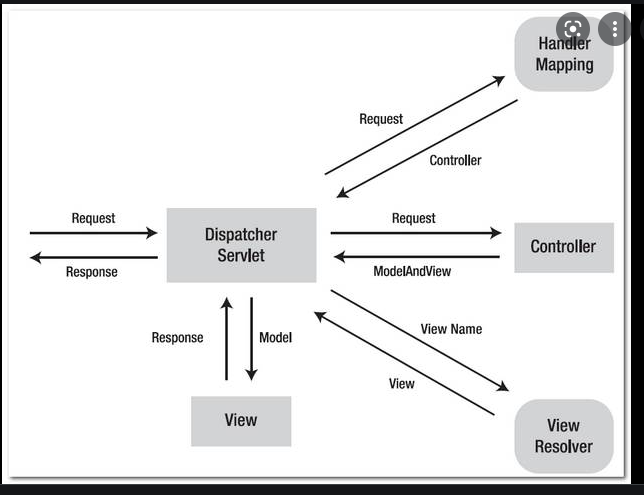 Handler
Mapping
Request
Controller
Request
Response
Dispatcher
Servlet
Request
ModelAndView
Controller
Response
Model
View Name
View
View
View
Resolver